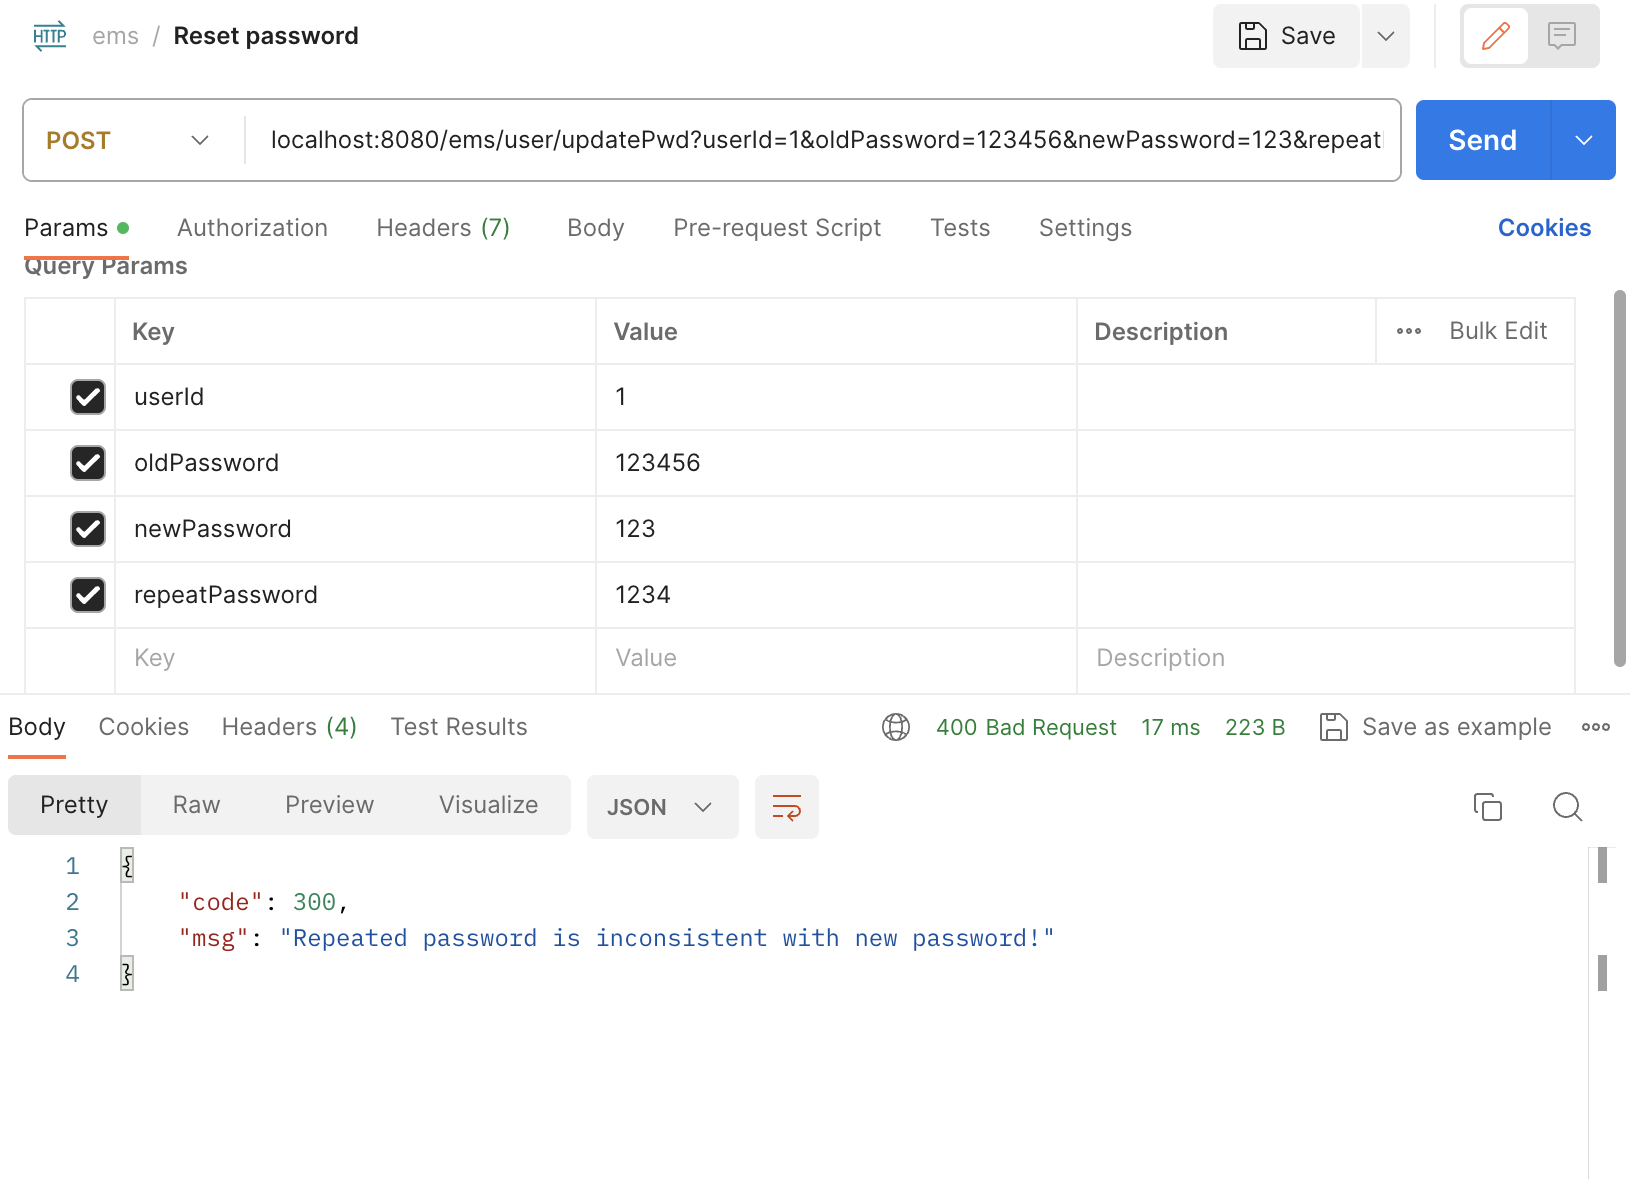 HTTP ems / Reset password Save
POST localhost:8080/ems/user/updatePwd?userId=1&oldPassword=123456&newPassword=123&repeat Send
Params Authorization Headers (7) Body Pre-request Script Tests Settings Cookies
Query Params
Key Value Description Bulk Edit
userId 1
oldPassword 123456
newPassword 123
repeatPassword 1234
Key Value Description
Body Cookies Headers (4) Test Results 400 Bad Request 17 ms 223 B Save as example
Pretty Raw Preview Visualize JSON
1 {
2 "code": 300,
3 "msg": "Repeated password is inconsistent with new password!"
4 }